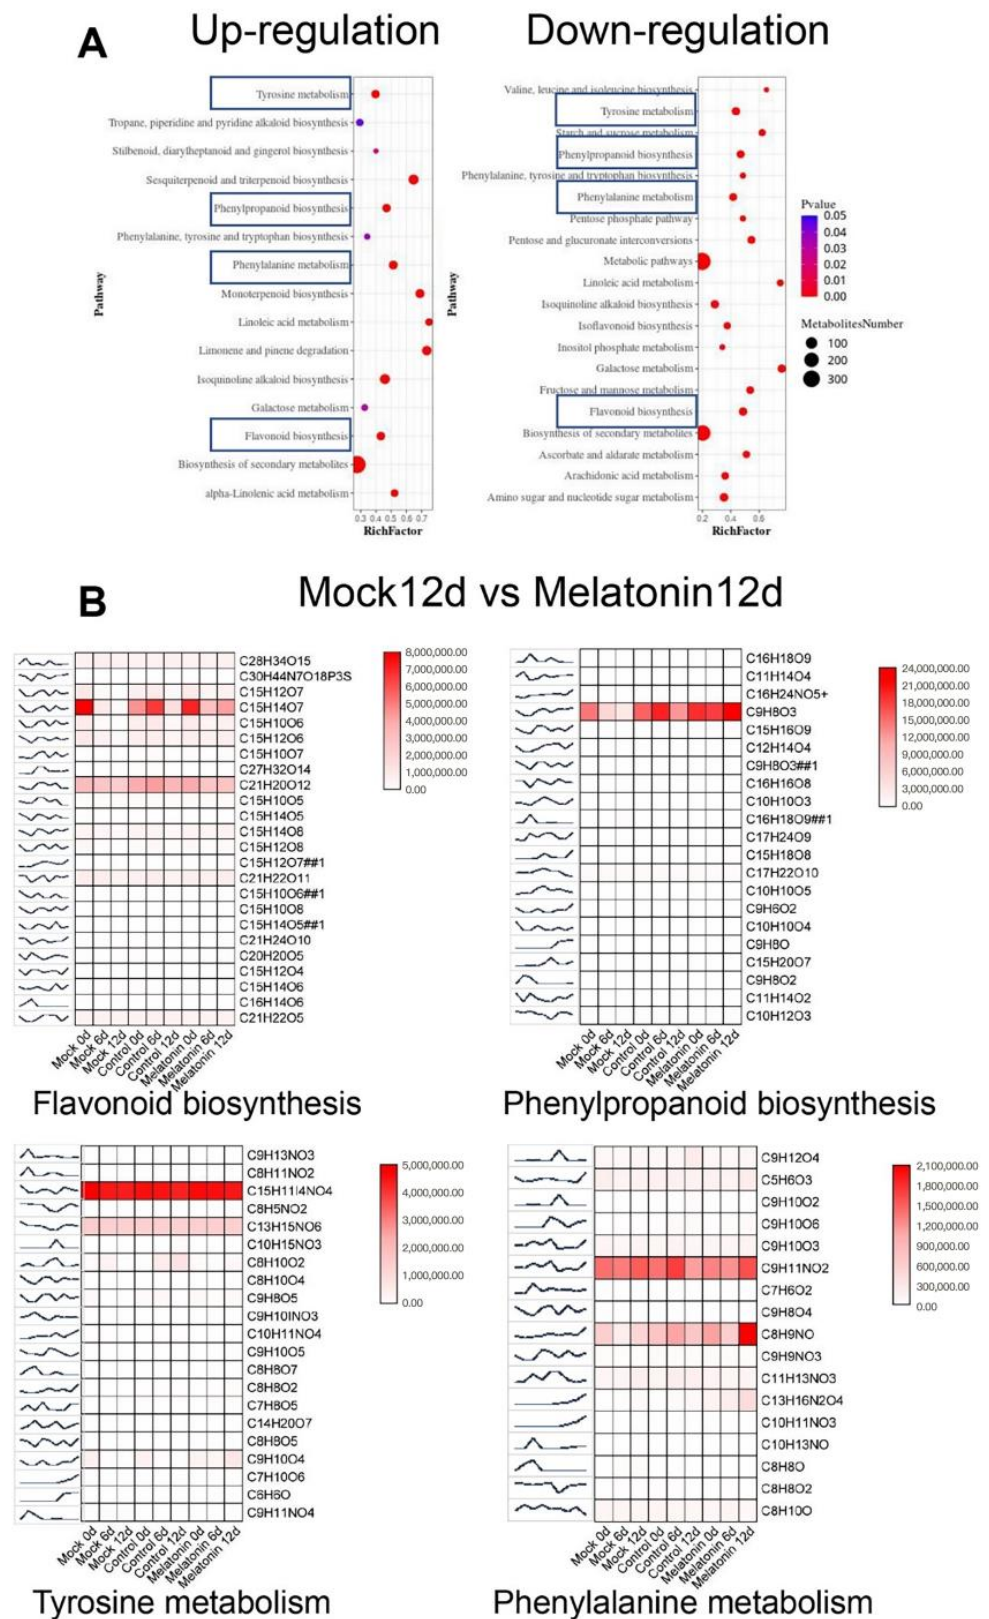 A
Up-regulation
Down-regulation
Pathway
Tyrosine metabolism
Tropane, piperidine and pyridine alkaloid biosynthesis
Stilbenoid, diarylheptanoid and gingerol biosynthesis
Sesquiterpenoid and triterpenoid biosynthesis
Phenylpropanoid biosynthesis
Phenylalanine, tyrosine and tryptophan biosynthesis
Phenylalanine metabolism
Monoterpenoid biosynthesis
Linoleic acid metabolism
Limonene and pinene degradation
Isoquinoline alkaloid biosynthesis
Galactose metabolism
Flavonoid biosynthesis
Biosynthesis of secondary metabolites
alpha-Linolenic acid metabolism
0.3 0.4 0.5 0.6 0.7
RichFactor
Pathway
Valine, leucine and isoleucine biosynthesis
Tyrosine metabolism
Starch and sucrose metabolism
Phenylpropanoid biosynthesis
Phenylalanine, tyrosine and tryptophan biosynthesis
Phenylalanine metabolism
Pentose phosphate pathway
Pentose and glucuronate interconversions
Metabolic pathways
Linoleic acid metabolism
Isoquinoline alkaloid biosynthesis
Isoflavonoid biosynthesis
Inositol phosphate metabolism
Galactose metabolism
Fructose and mannose metabolism
Flavonoid biosynthesis
Biosynthesis of secondary metabolites
Ascorbate and aldarate metabolism
Arachidonic acid metabolism
Amino sugar and nucleotide sugar metabolism
0.2 0.4 0.6
RichFactor
Pvalue
0.05
0.04
0.03
0.02
0.01
0.00
MetabolitesNumber
100
200
300
B
Mock12d vs Melatonin12d
C28H34O15
C30H44N7O18P3S
C15H12O7
C15H14O7
C15H10O6
C15H12O6
C15H10O7
C27H32O14
C21H20O12
C15H10O5
C15H14O5
C15H14O8
C15H12O8
C15H12O7##1
C21H22O11
C15H10O6##1
C15H10O8
C15H14O5##1
C21H24O10
C20H20O5
C15H12O4
C15H14O6
C16H14O6
C21H22O5
8,000,000.00
7,000,000.00
6,000,000.00
5,000,000.00
4,000,000.00
3,000,000.00
2,000,000.00
1,000,000.00
0.00
Mock 0d
Mock 6d
Mock 12d
Control 0d
Control 6d
Control 12d
Melatonin 0d
Melatonin 6d
Melatonin 12d
Flavonoid biosynthesis
C16H18O9
C11H14O4
C16H24NO5+
C9H8O3
C15H16O9
C12H14O4
C9H8O3##1
C16H16O8
C10H10O3
C16H18O9##1
C17H24O9
C15H18O8
C17H22O10
C10H10O5
C9H6O2
C10H10O4
C9H8O
C15H20O7
C9H8O2
C11H14O2
C10H12O3
24,000,000.00
21,000,000.00
18,000,000.00
15,000,000.00
12,000,000.00
9,000,000.00
6,000,000.00
3,000,000.00
0.00
Mock 0d
Mock 6d
Mock 12d
Control 0d
Control 6d
Control 12d
Melatonin 0d
Melatonin 6d
Melatonin 12d
Phenylpropanoid biosynthesis
C9H13NO3
C8H11NO2
C15H11I4NO4
C8H5NO2
C13H15NO6
C10H15NO3
C8H10O2
C8H10O4
C9H8O5
C9H10INO3
C10H11NO4
C9H10O5
C8H8O7
C8H8O2
C7H8O5
C14H20O7
C8H8O5
C9H10O4
C7H10O6
C6H6O
C9H11NO4
5,000,000.00
4,000,000.00
3,000,000.00
2,000,000.00
1,000,000.00
0.00
Mock 0d
Mock 6d
Mock 12d
Control 0d
Control 6d
Control 12d
Melatonin 0d
Melatonin 6d
Melatonin 12d
Tyrosine metabolism
C9H12O4
C5H6O3
C9H10O2
C9H10O6
C9H10O3
C9H11NO2
C7H6O2
C9H8O4
C8H9NO
C9H9NO3
C11H13NO3
C13H16N2O4
C10H11NO3
C10H13NO
C8H8O
C8H8O2
C8H10O
2,100,000.00
1,800,000.00
1,500,000.00
1,200,000.00
900,000.00
600,000.00
300,000.00
0.00
Mock 0d
Mock 6d
Mock 12d
Control 0d
Control 6d
Control 12d
Melatonin 0d
Melatonin 6d
Melatonin 12d
Phenylalanine metabolism